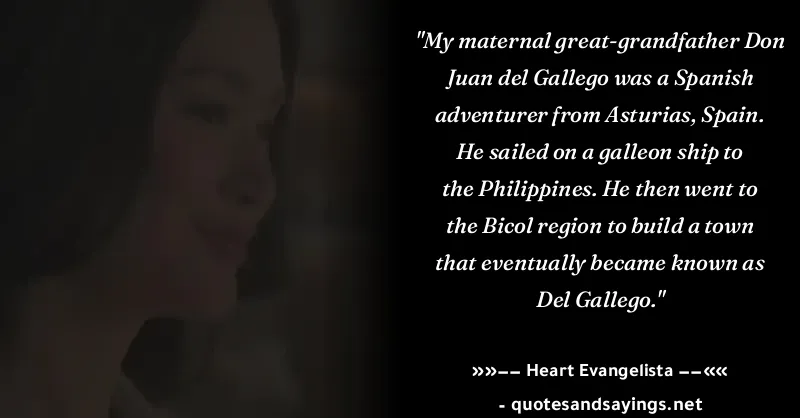 "My maternal great-grandfather Don
Juan del Gallego was a Spanish
adventurer from Asturias, Spain.
He sailed on a galleon ship to
the Philippines. He then went to
the Bicol region to build a town
that eventually became known as
Del Gallego."
»»–– Heart Evangelista ––««
- quotesandsayings.net